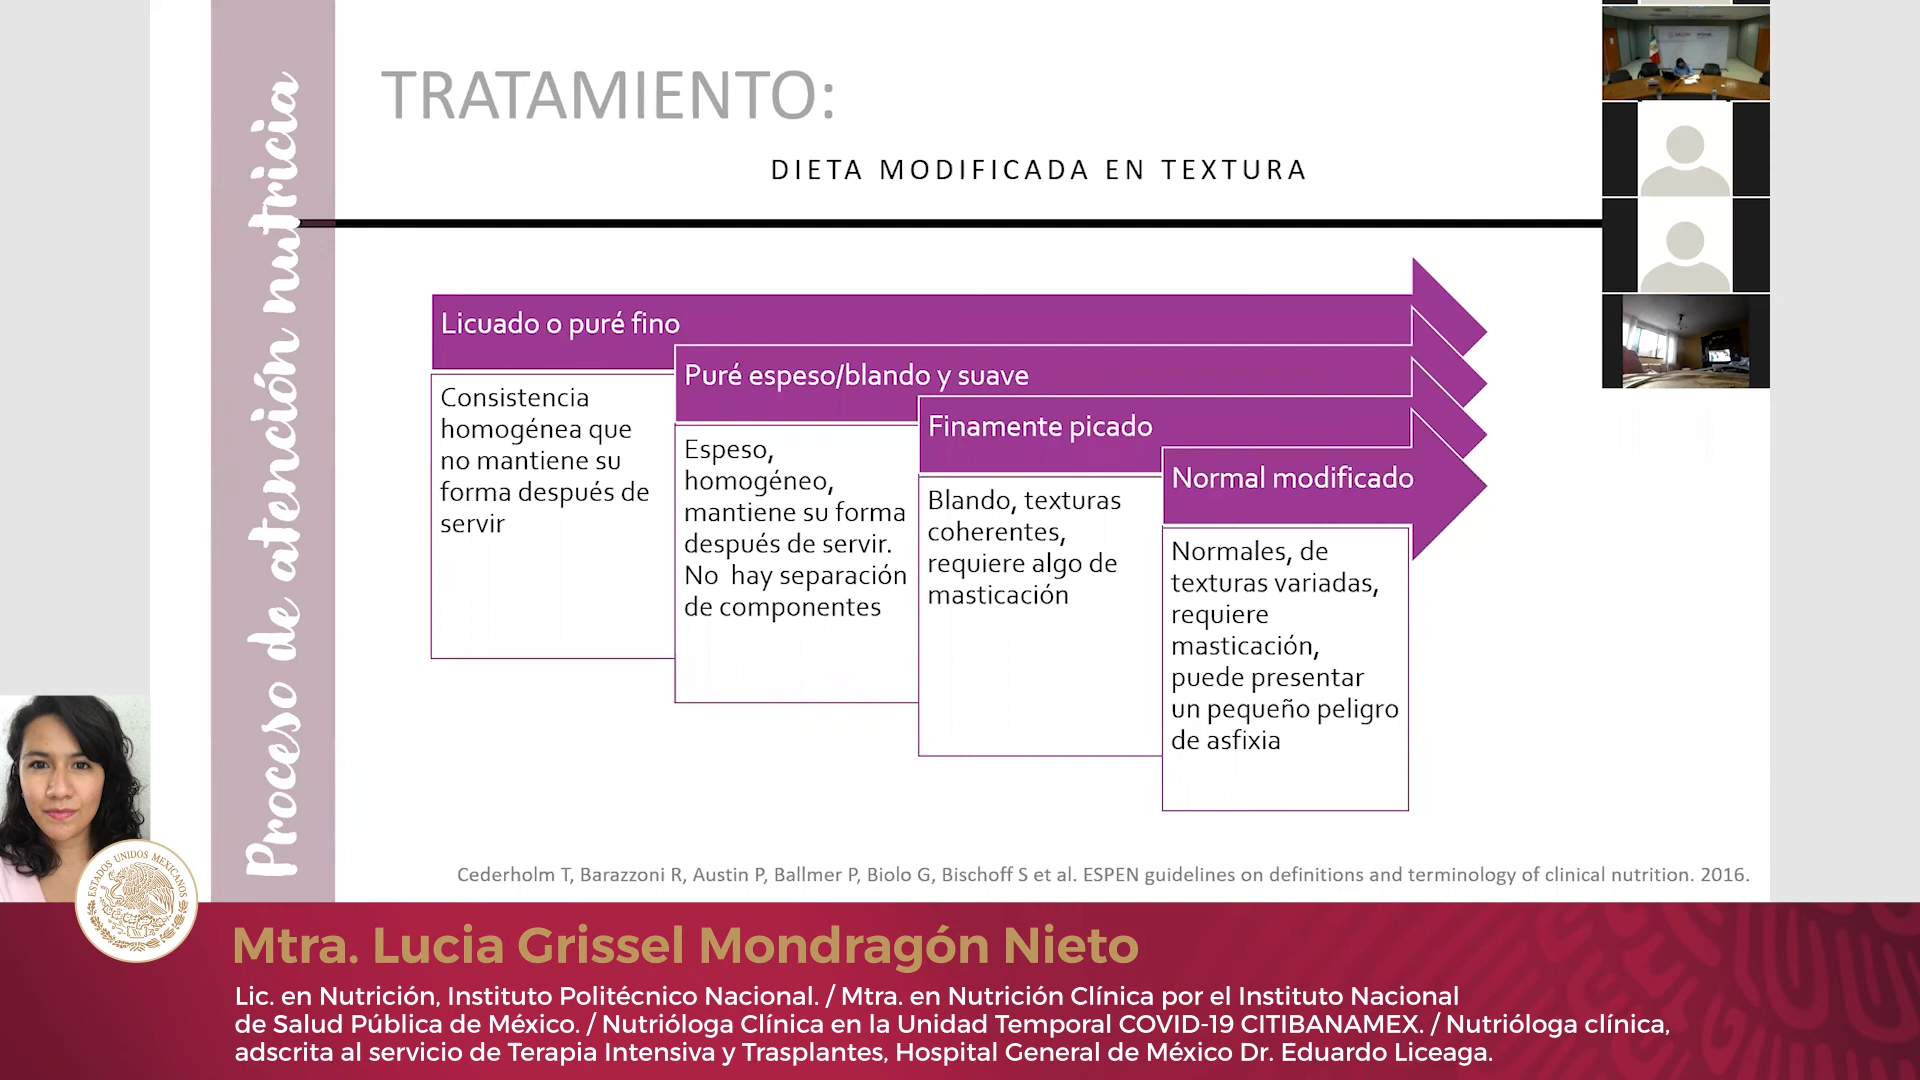 Proceso de atención nutricia
TRATAMIENTO:
DIETA MODIFICADA EN TEXTURA
Licuado o puré fino
Consistencia
homogénea que
no mantiene su
forma después de
servir
Puré espeso/blando y suave
Espeso,
homogéneo,
mantiene su forma
después de servir.
No hay separación
de componentes
Finamente picado
Blando, texturas
coherentes,
requiere algo de
masticación
Normal modificado
Normales, de
texturas variadas,
requiere
masticación,
puede presentar
un pequeño peligro
de asfixia
Cederholm T, Barazzoni R, Austin P, Ballmer P, Biolo G, Bischoff S et al. ESPEN guidelines on definitions and terminology of clinical nutrition. 2016.
ESTADOS UNIDOS MEXICANOS
Mtra. Lucia Grissel Mondragón Nieto
Lic. en Nutrición, Instituto Politécnico Nacional. / Mtra. en Nutrición Clínica por el Instituto Nacional
de Salud Pública de México. / Nutrióloga Clínica en la Unidad Temporal COVID-19 CITIBANAMEX. / Nutrióloga clínica,
adscrita al servicio de Terapia Intensiva y Trasplantes, Hospital General de México Dr. Eduardo Liceaga.